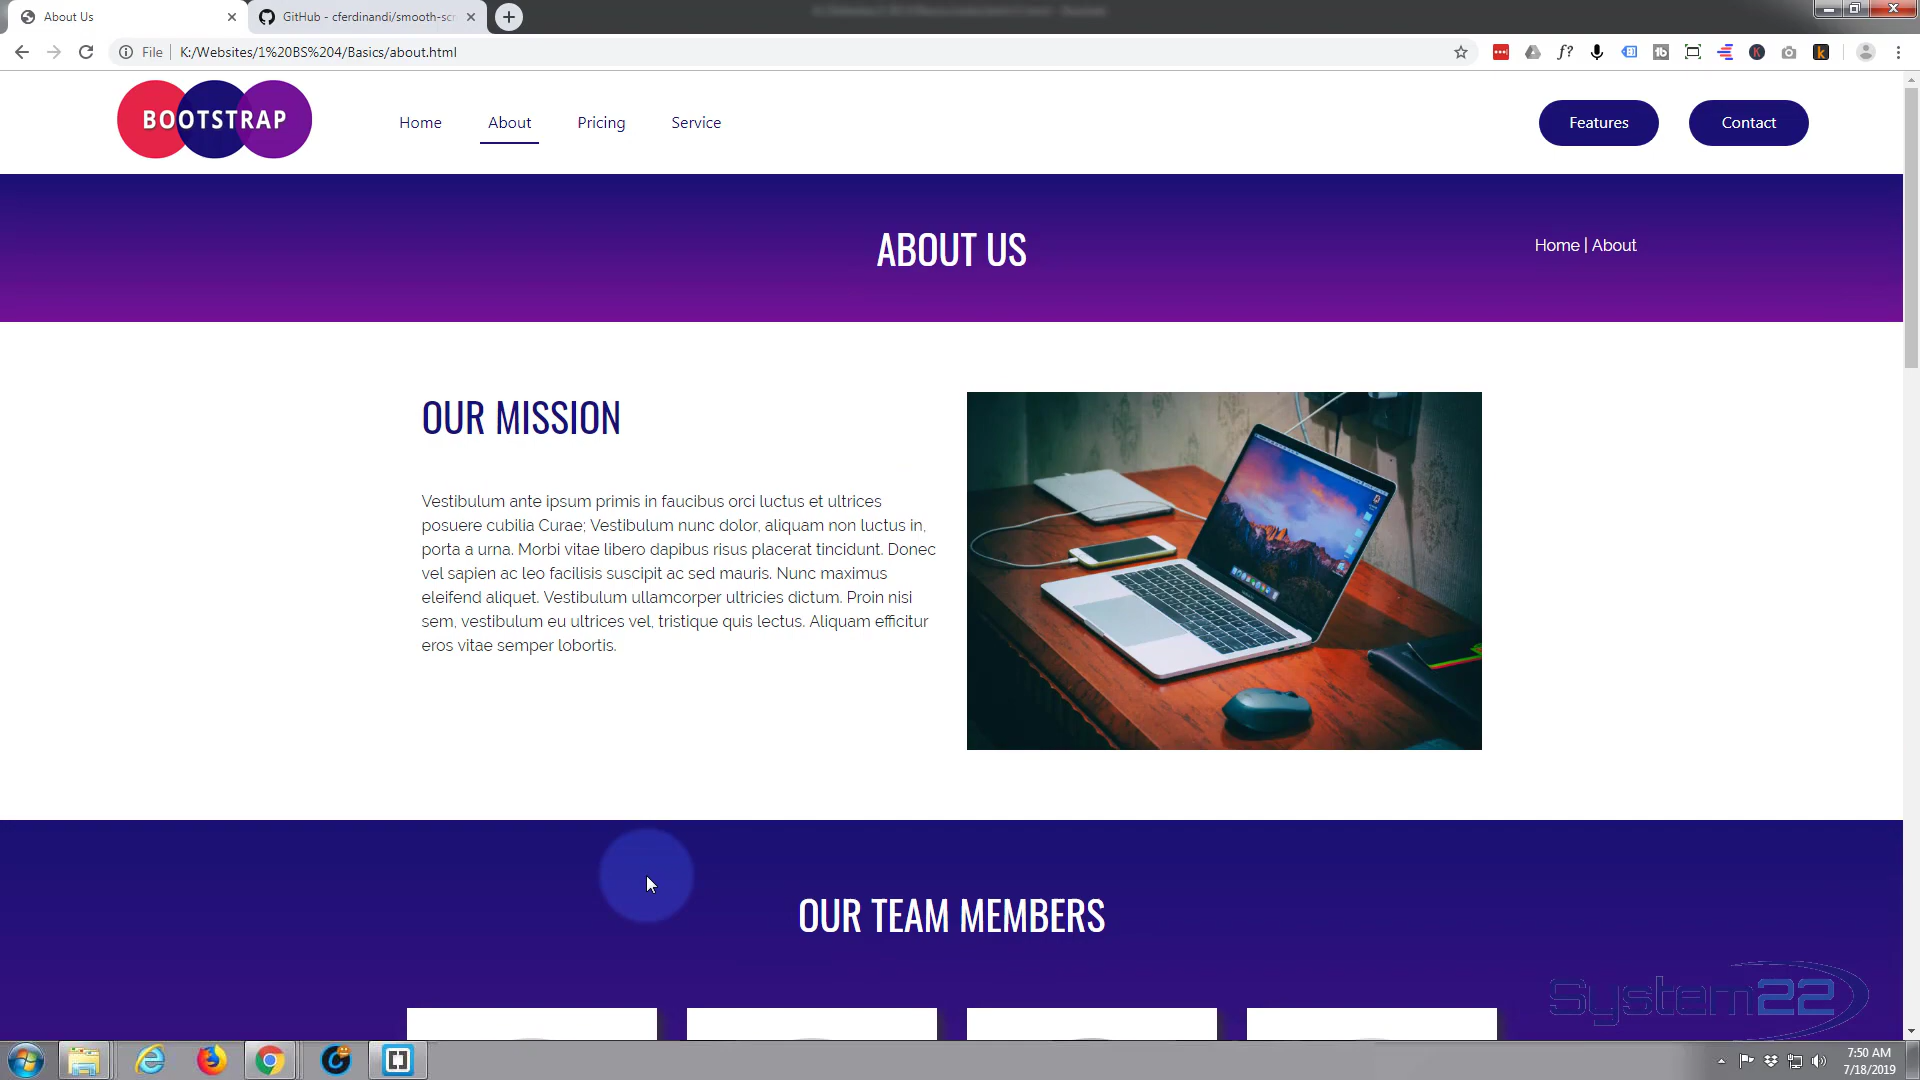 About Us
GitHub - cferdinandi/smooth-scr
File
K:/Websites/1%20BS%204/Basics/about.html
BOOTSTRAP
Home
About
Pricing
Service
Features
Contact
ABOUT US
Home | About
OUR MISSION
Vestibulum ante ipsum primis in faucibus orci luctus et ultrices
posuere cubilia Curae; Vestibulum nunc dolor, aliquam non luctus in,
porta a urna. Morbi vitae libero dapibus risus placerat tincidunt. Donec
vel sapien ac leo facilisis suscipit ac sed mauris. Nunc maximus
eleifend aliquet. Vestibulum ullamcorper ultricies dictum. Proin nisi
sem, vestibulum eu ultrices vel, tristique quis lectus. Aliquam efficitur
eros vitae semper lobortis.
OUR TEAM MEMBERS
System22
7:50 AM
7/18/2019